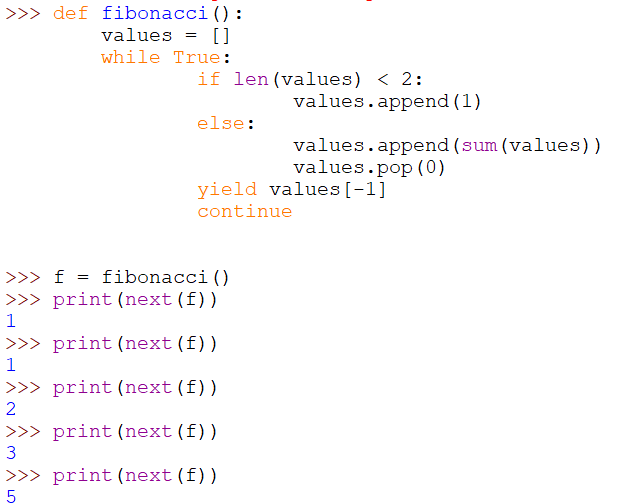 >>> def fibonacci():
        values = []
        while True:
                if len(values) < 2:
                        values.append(1)
                else:
                        values.append(sum(values))
                        values.pop(0)
                yield values[-1]
                continue

>>> f = fibonacci()
>>> print(next(f))
1
>>> print(next(f))
1
>>> print(next(f))
2
>>> print(next(f))
3
>>> print(next(f))
5